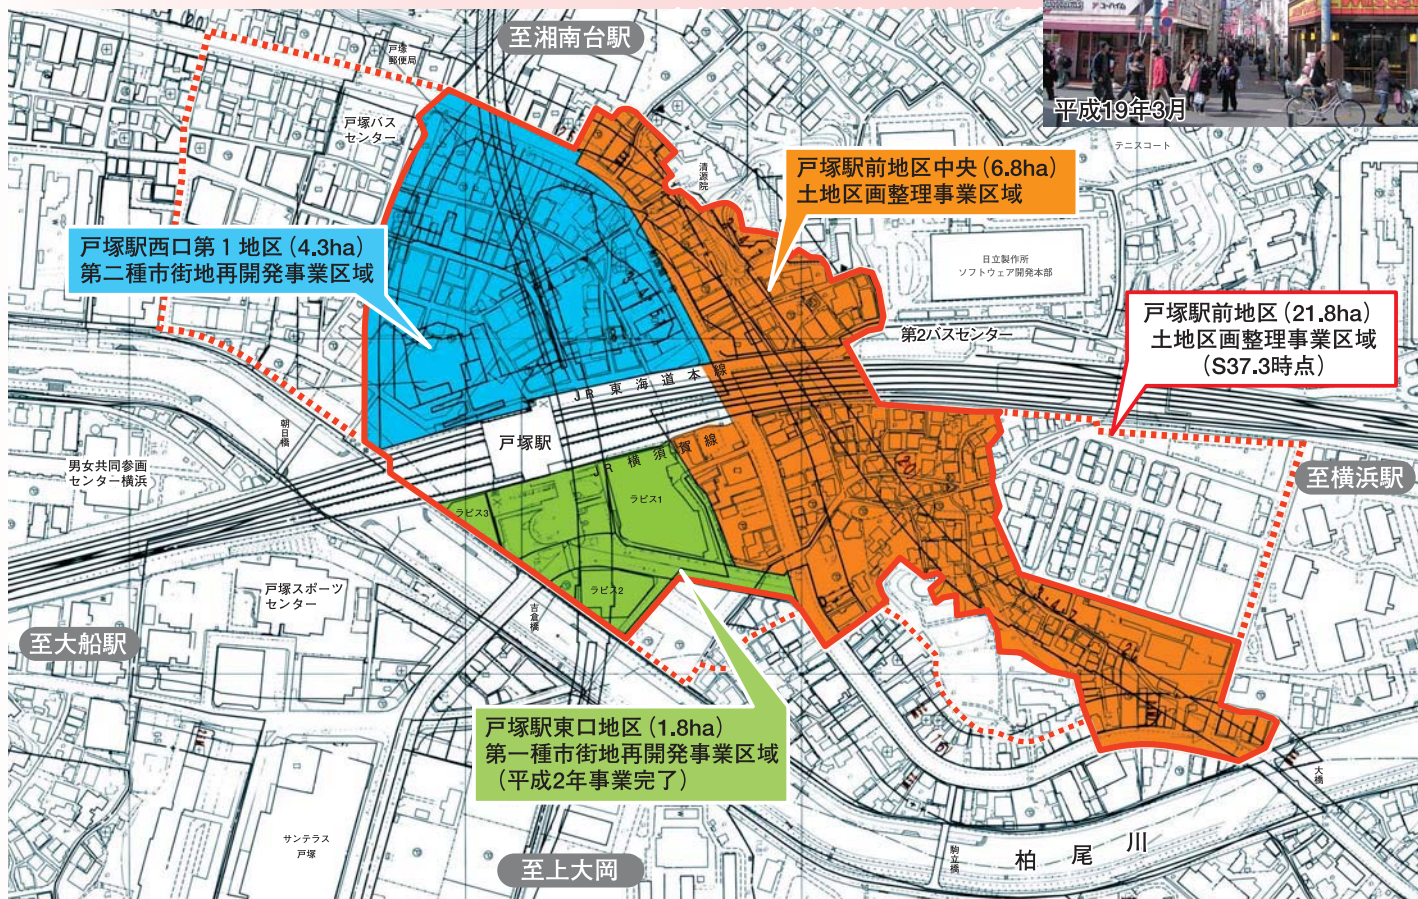 至湘南台駅
平成19年3月
戸塚
郵便局
戸塚バス
センター
清源院
テニスコート
戸塚駅前地区中央(6.8ha)
土地区画整理事業区域
戸塚駅西口第1地区(4.3ha)
第二種市街地再開発事業区域
日立製作所
ソフトウェア開発本部
戸塚駅前地区(21.8ha)
土地区画整理事業区域
(S37.3時点)
第2バスセンター
JR東海道本線
朝日橋
戸塚駅
JR横須賀線
男女共同参画
センター横浜
至横浜駅
ラピス1
ラピス3
ラピス2
戸塚スポーツ
センター
吉倉橋
至大船駅
戸塚駅東口地区(1.8ha)
第一種市街地再開発事業区域
(平成2年事業完了)
大橋
サンテラス
戸塚
駒立橋
柏尾川
至上大岡